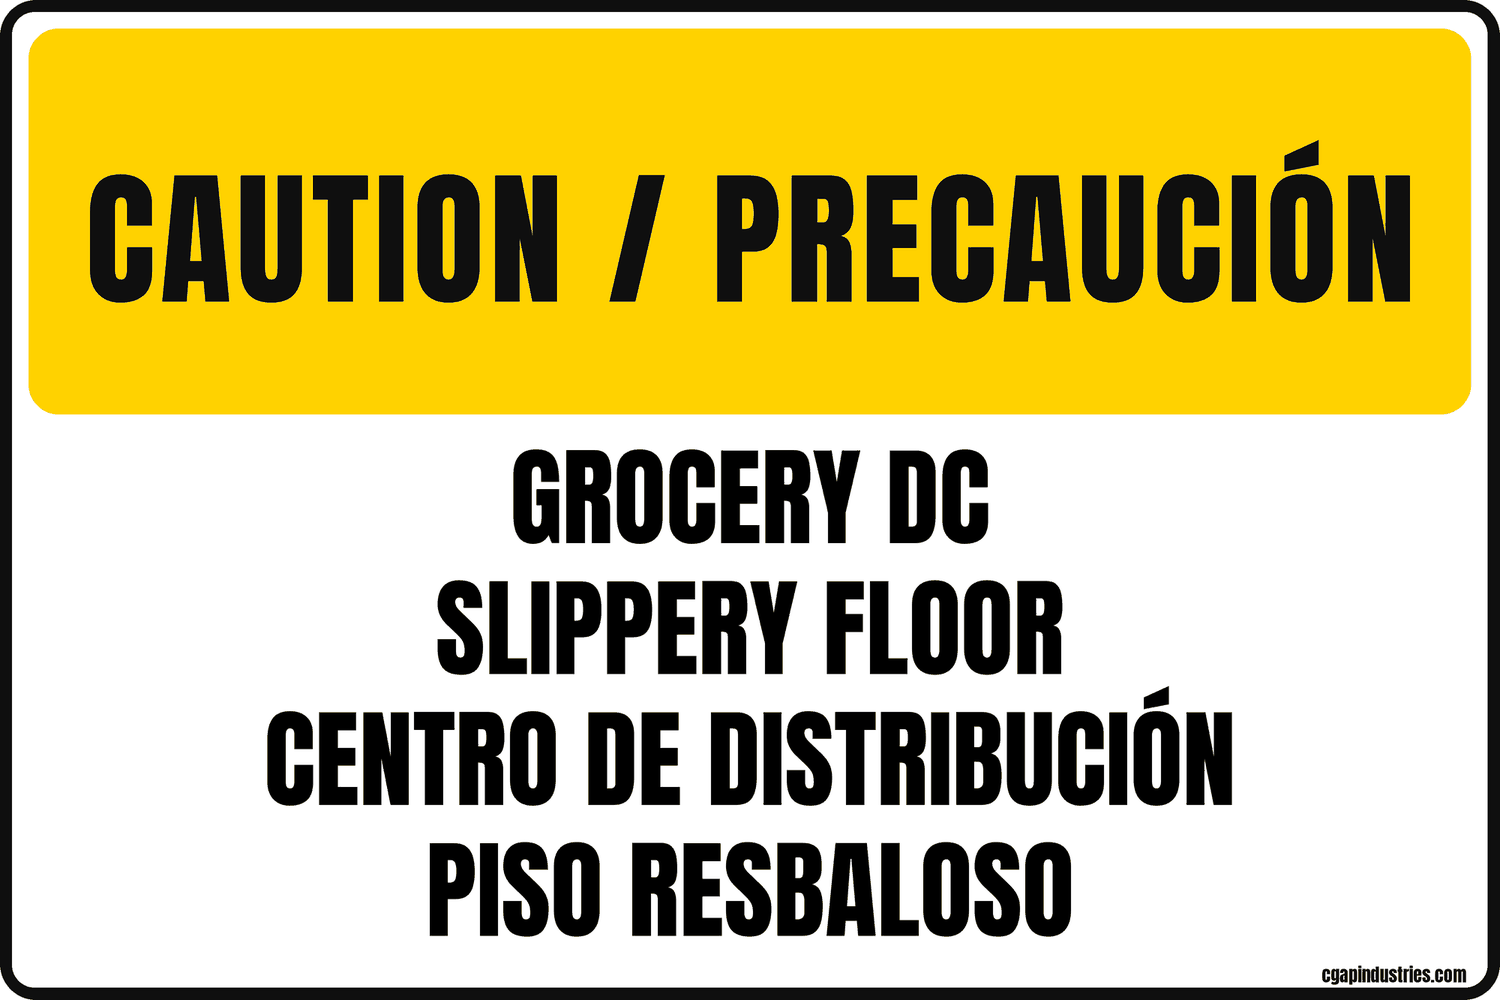 CAUTION / PRECAUCIÓN
GROCERY DC
SLIPPERY FLOOR
CENTRO DE DISTRIBUCIÓN
PISO RESBALOSO
cgapindustries.com